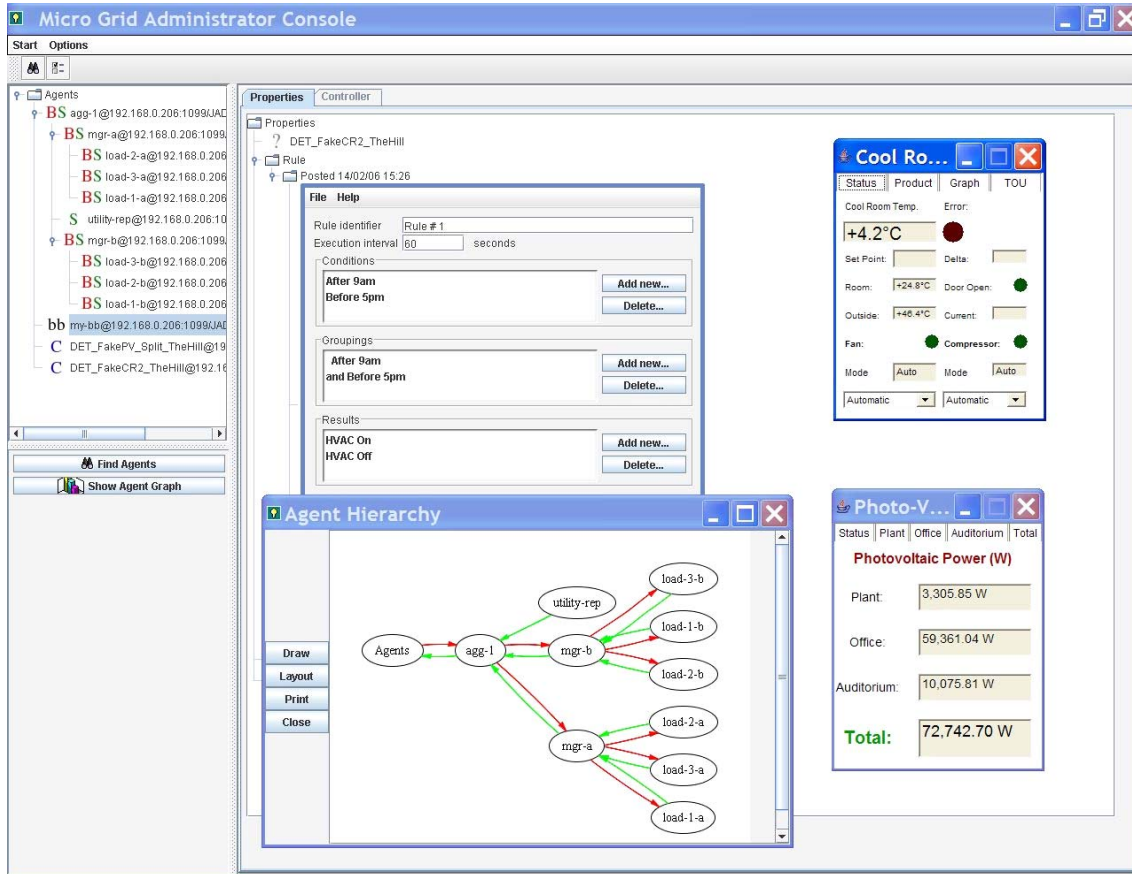 Micro Grid Administrator Console
Start Options
Agents
BS agg-1@192.168.0.206:1099/JAD
BS mgr-a@192.168.0.206:1099
BS load-2-a@192.168.0.206
BS load-3-a@192.168.0.206
BS load-1-a@192.168.0.206
S utility-rep@192.168.0.206:10
BS mgr-b@192.168.0.206:1099
BS load-3-b@192.168.0.206
BS load-2-b@192.168.0.206
BS load-1-b@192.168.0.206
bb my-bb@192.168.0.206:1099/JAD
C DET_FakePV_Split_TheHill@19
C DET_FakeCR2_TheHill@192.16
Find Agents
Show Agent Graph
Properties Controller
Properties
? DET_FakeCR2_TheHill
Rule
Posted 14/02/06 15:26
File Help
Rule identifier Rule # 1
Execution interval 60 seconds
Conditions
After 9am
Before 5pm
Add new...
Delete...
Groupings
After 9am
and Before 5pm
Add new...
Delete...
Results
HVAC On
HVAC Off
Add new...
Delete...
Agent Hierarchy
Draw
Layout
Print
Close
Agents
agg-1
utility-rep
mgr-b
mgr-a
load-3-b
load-1-b
load-2-b
load-2-a
load-3-a
load-1-a
Cool Ro...
Status Product Graph TOU
Cool Room Temp. Error:
+4.2°C
Set Point: Delta:
Room: +24.8°C Door Open:
Outside: +46.4°C Current:
Fan: Compressor:
Mode Auto Mode Auto
Automatic Automatic
Photo-V...
Status Plant Office Auditorium Total
Photovoltaic Power (W)
Plant: 3,305.85 W
Office: 59,361.04 W
Auditorium: 10,075.81 W
Total: 72,742.70 W